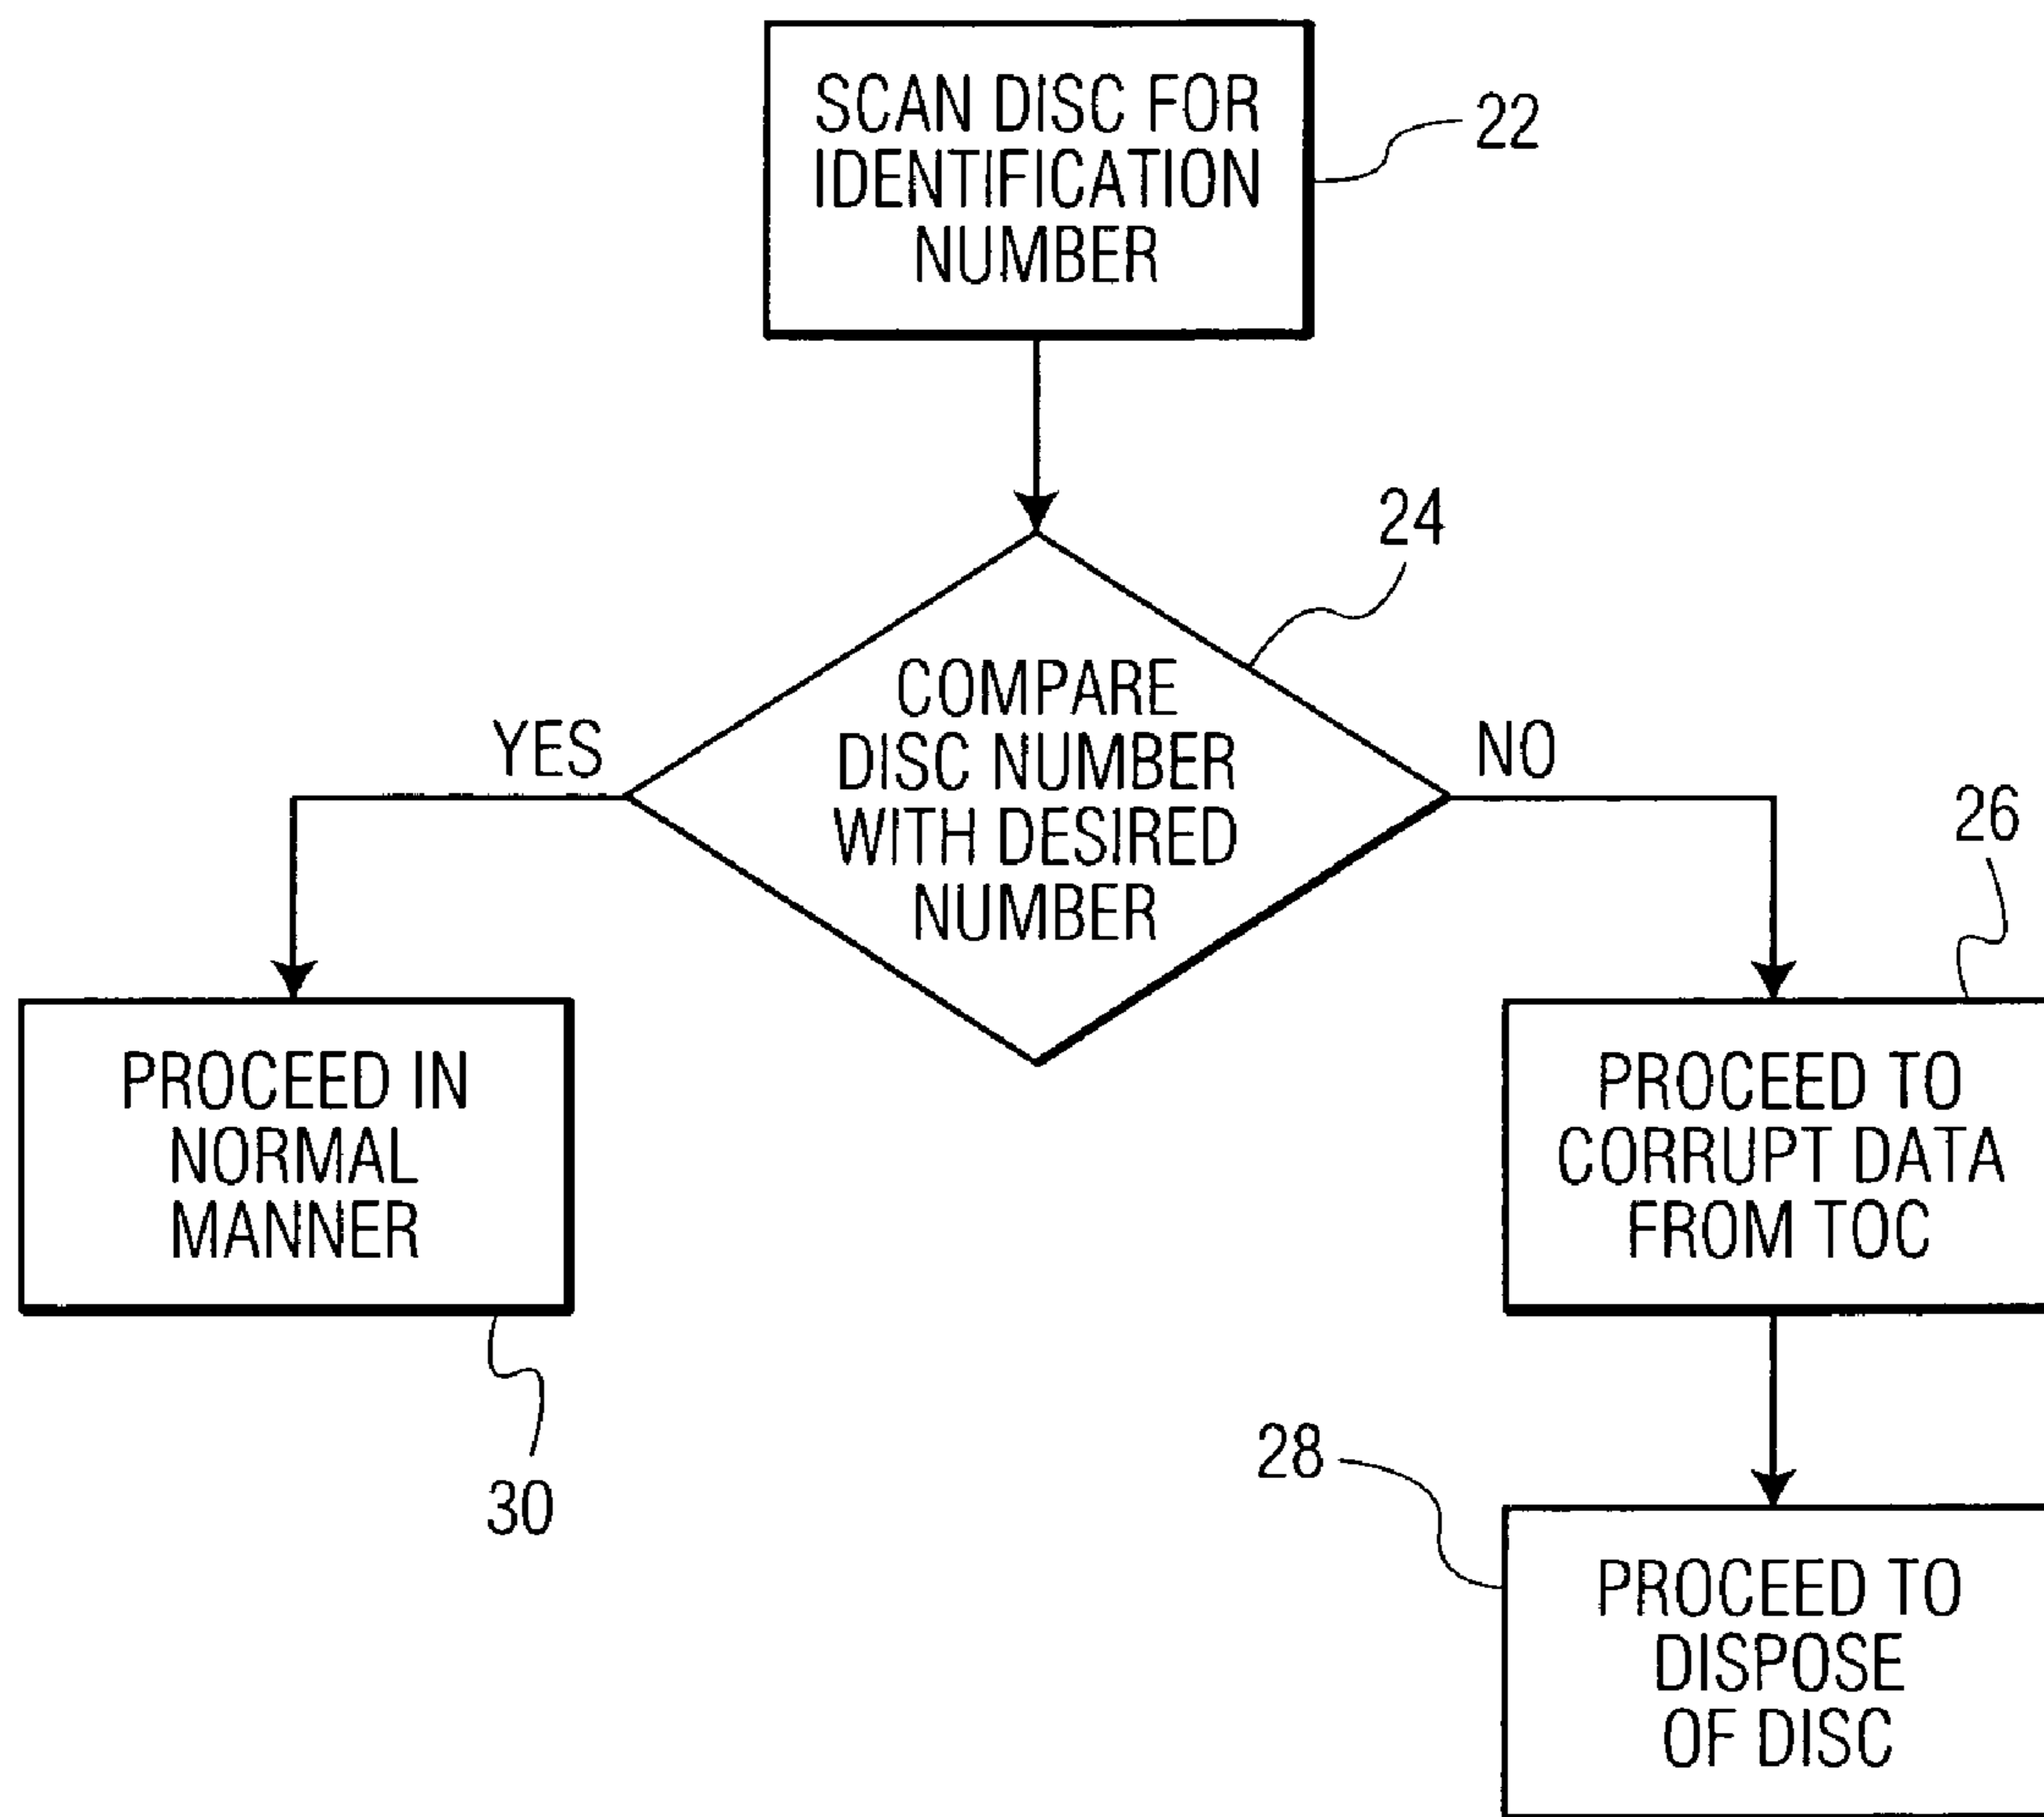 SCAN DISC FOR
IDENTIFICATION
NUMBER
22
24
COMPARE
DISC NUMBER
WITH DESIRED
NUMBER
YES
NO
26
PROCEED IN
NORMAL
MANNER
30
PROCEED TO
CORRUPT DATA
FROM TOC
28
PROCEED TO
DISPOSE
OF DISC